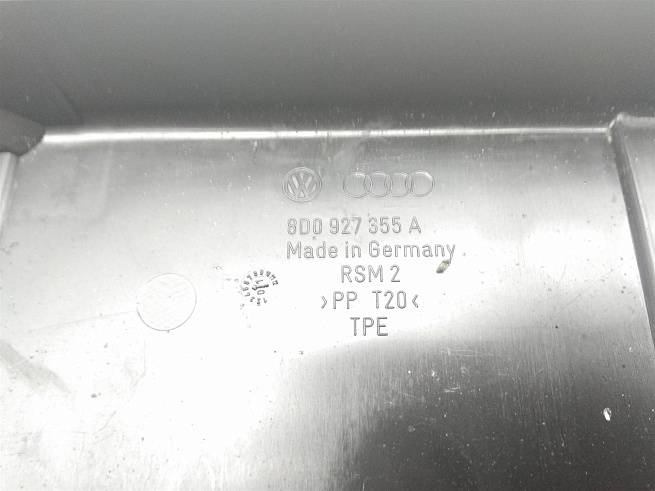 8D0 927 355 A
Made in Germany
RSM 2
>PP T20<
TPE